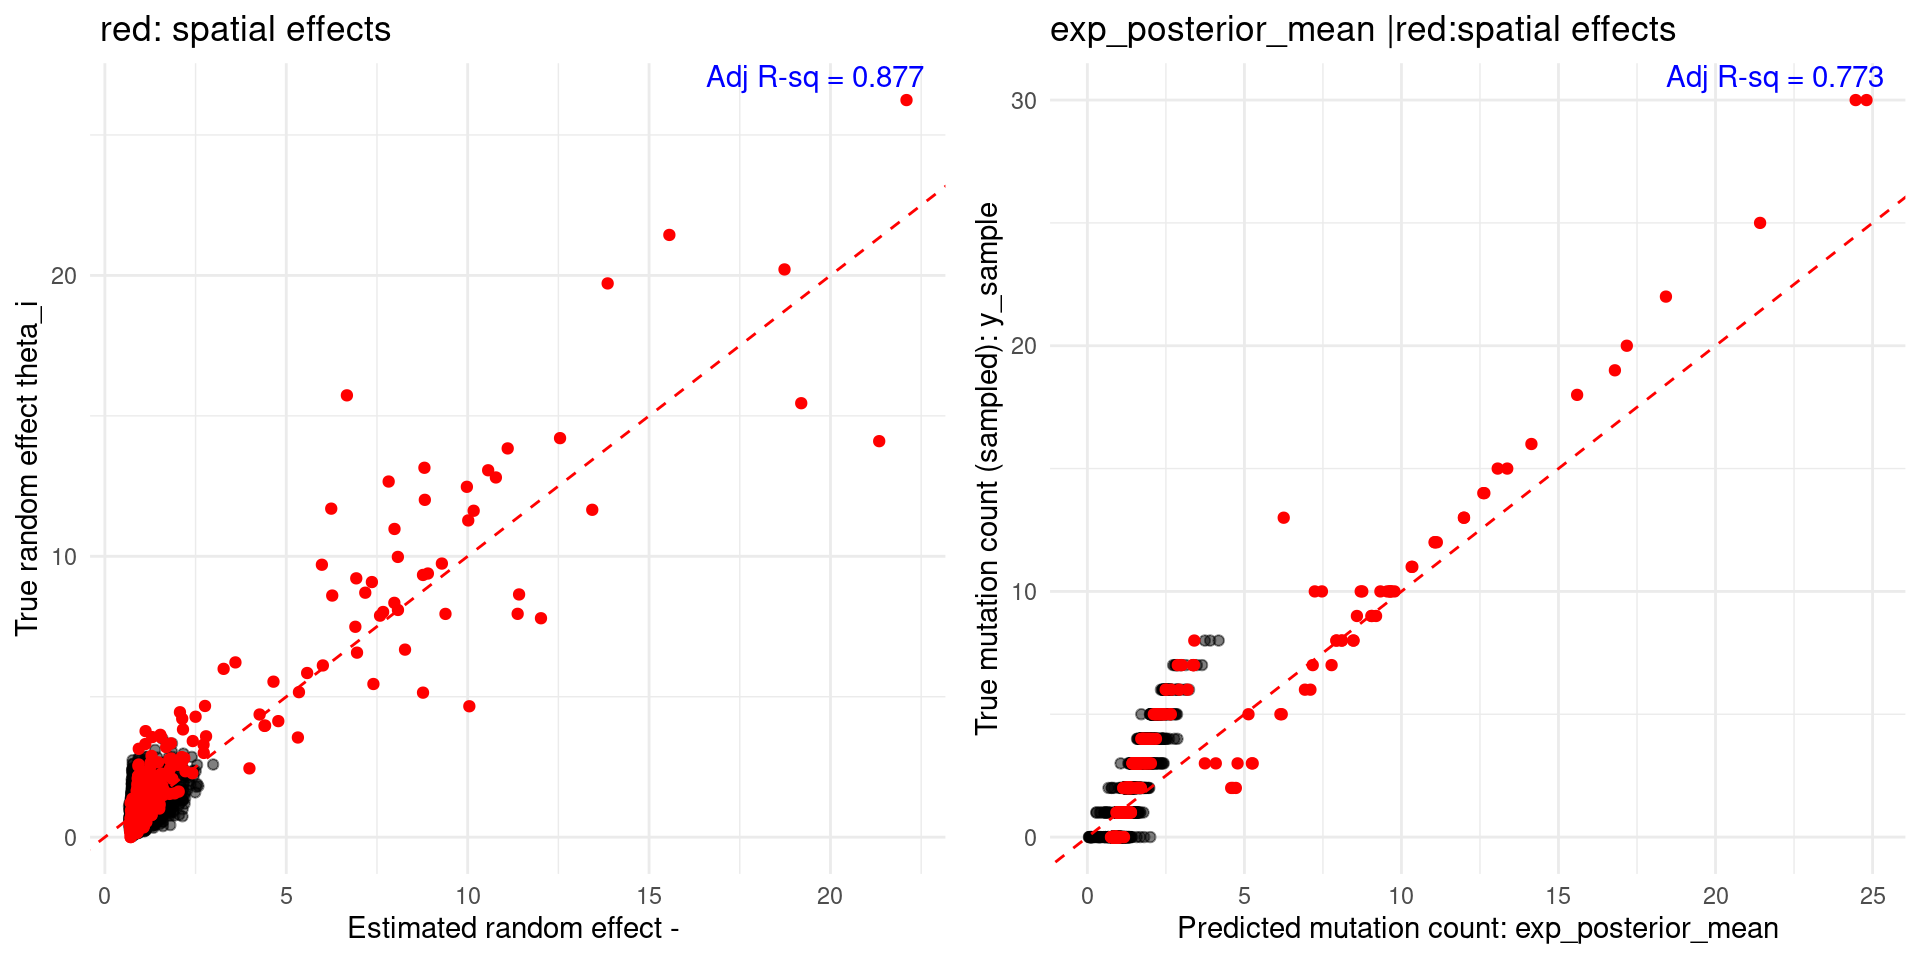 red: spatial effects
Adj R-sq = 0.877
True random effect theta_i
20
10
0
0 5 10 15 20
Estimated random effect -
exp_posterior_mean |red:spatial effects
Adj R-sq = 0.773
True mutation count (sampled): y_sample
30
20
10
0
0 5 10 15 20 25
Predicted mutation count: exp_posterior_mean